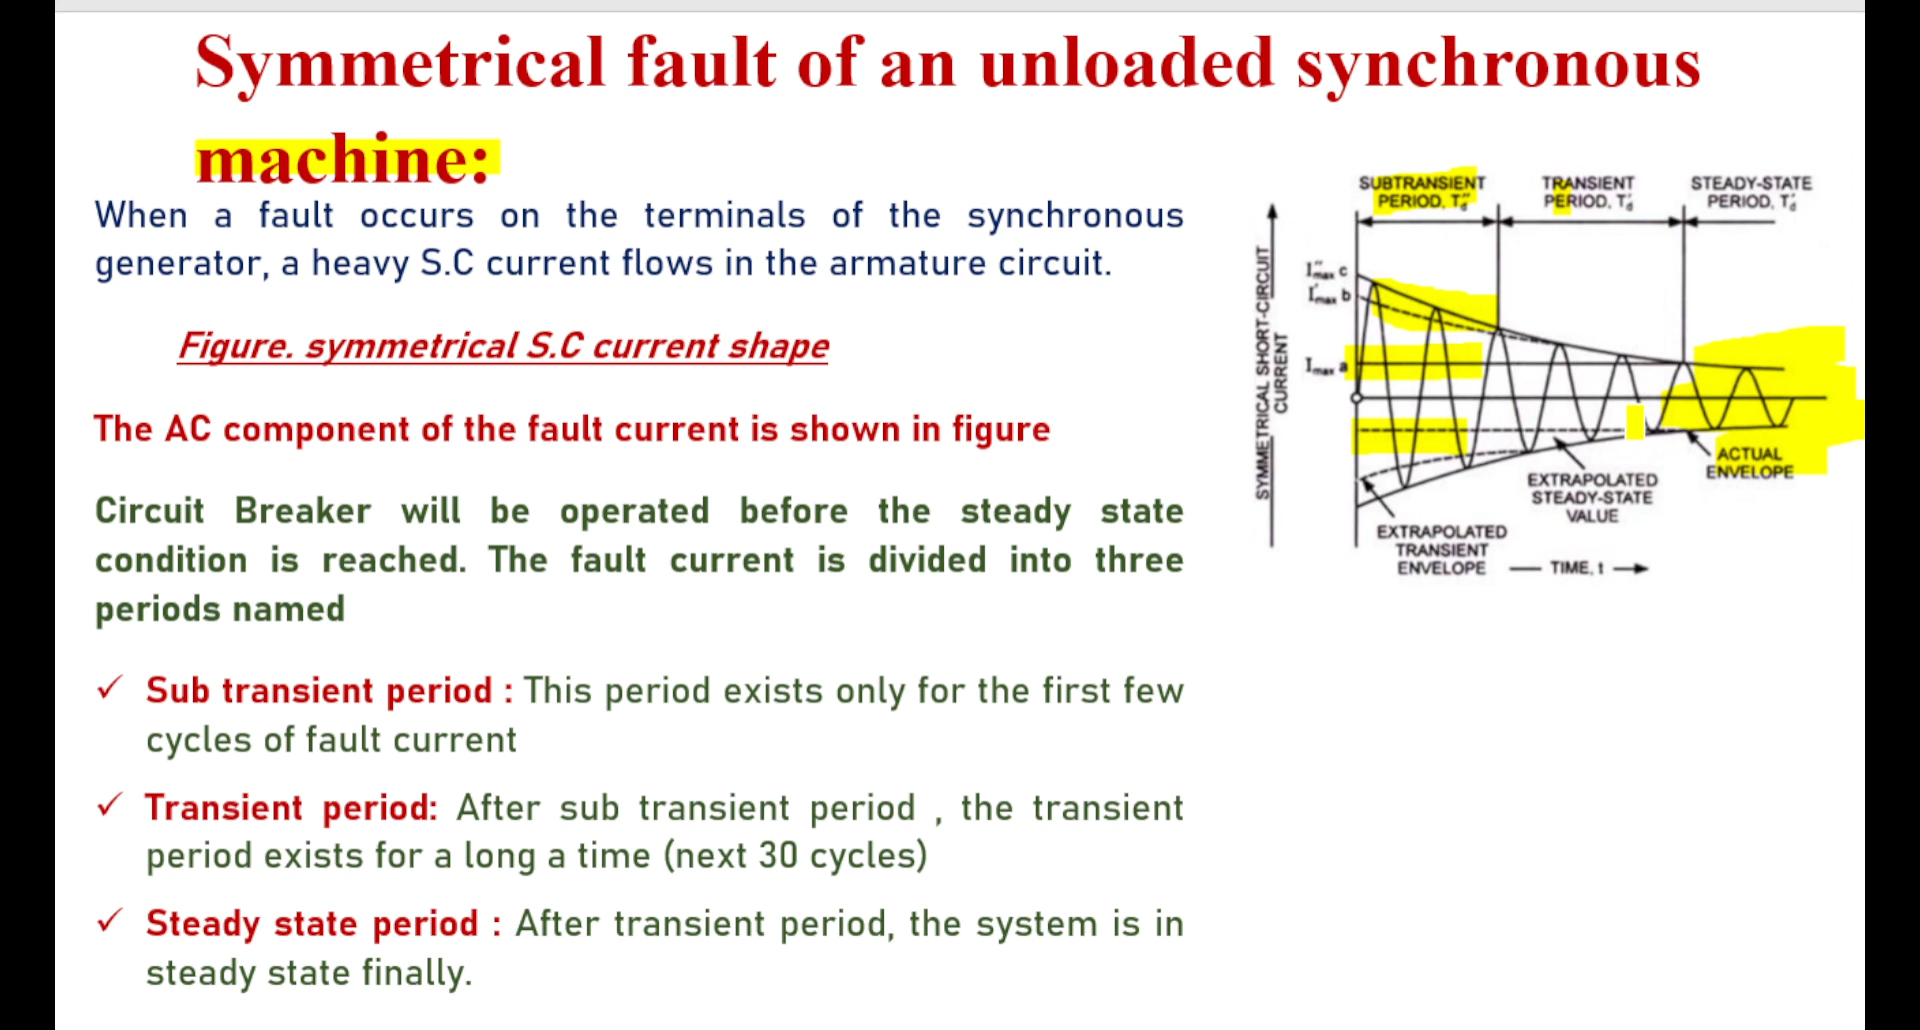 Symmetrical fault of an unloaded synchronous
machine:
When a fault occurs on the terminals of the synchronous
generator, a heavy S.C current flows in the armature circuit.
Figure. symmetrical S.C current shape
The AC component of the fault current is shown in figure
Circuit Breaker will be operated before the steady state
condition is reached. The fault current is divided into three
periods named
✓ Sub transient period : This period exists only for the first few
cycles of fault current
✓ Transient period: After sub transient period , the transient
period exists for a long a time (next 30 cycles)
✓ Steady state period : After transient period, the system is in
steady state finally.
SUBTRANSIENT
PERIOD, T″d
TRANSIENT
PERIOD, T′d
STEADY-STATE
PERIOD, T′d
SYMMETRICAL SHORT-CIRCUIT
CURRENT
I″max c
I′max b
Imax a
ACTUAL
ENVELOPE
EXTRAPOLATED
STEADY-STATE
VALUE
EXTRAPOLATED
TRANSIENT
ENVELOPE
TIME, t